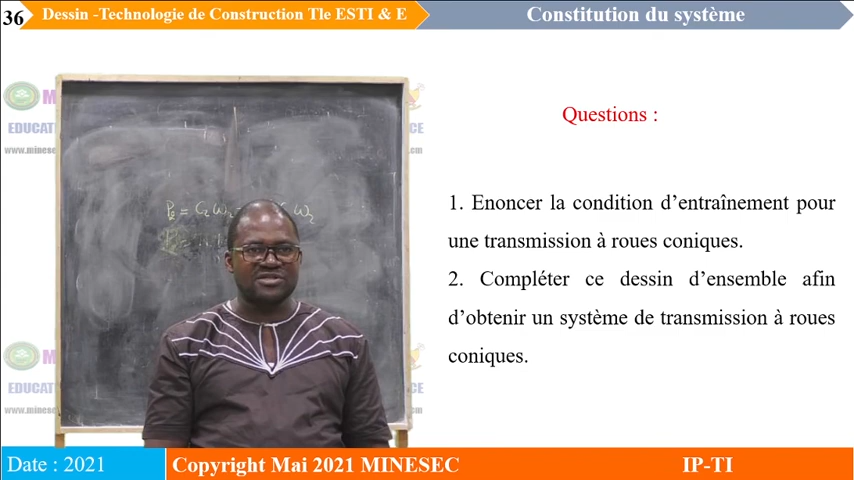 36
Dessin -Technologie de Construction Tle ESTI & E
Constitution du système
Questions :
1. Enoncer la condition d’entraînement pour
une transmission à roues coniques.
2. Compléter ce dessin d’ensemble afin
d’obtenir un système de transmission à roues
coniques.
Date : 2021
Copyright Mai 2021 MINESEC
IP-TI